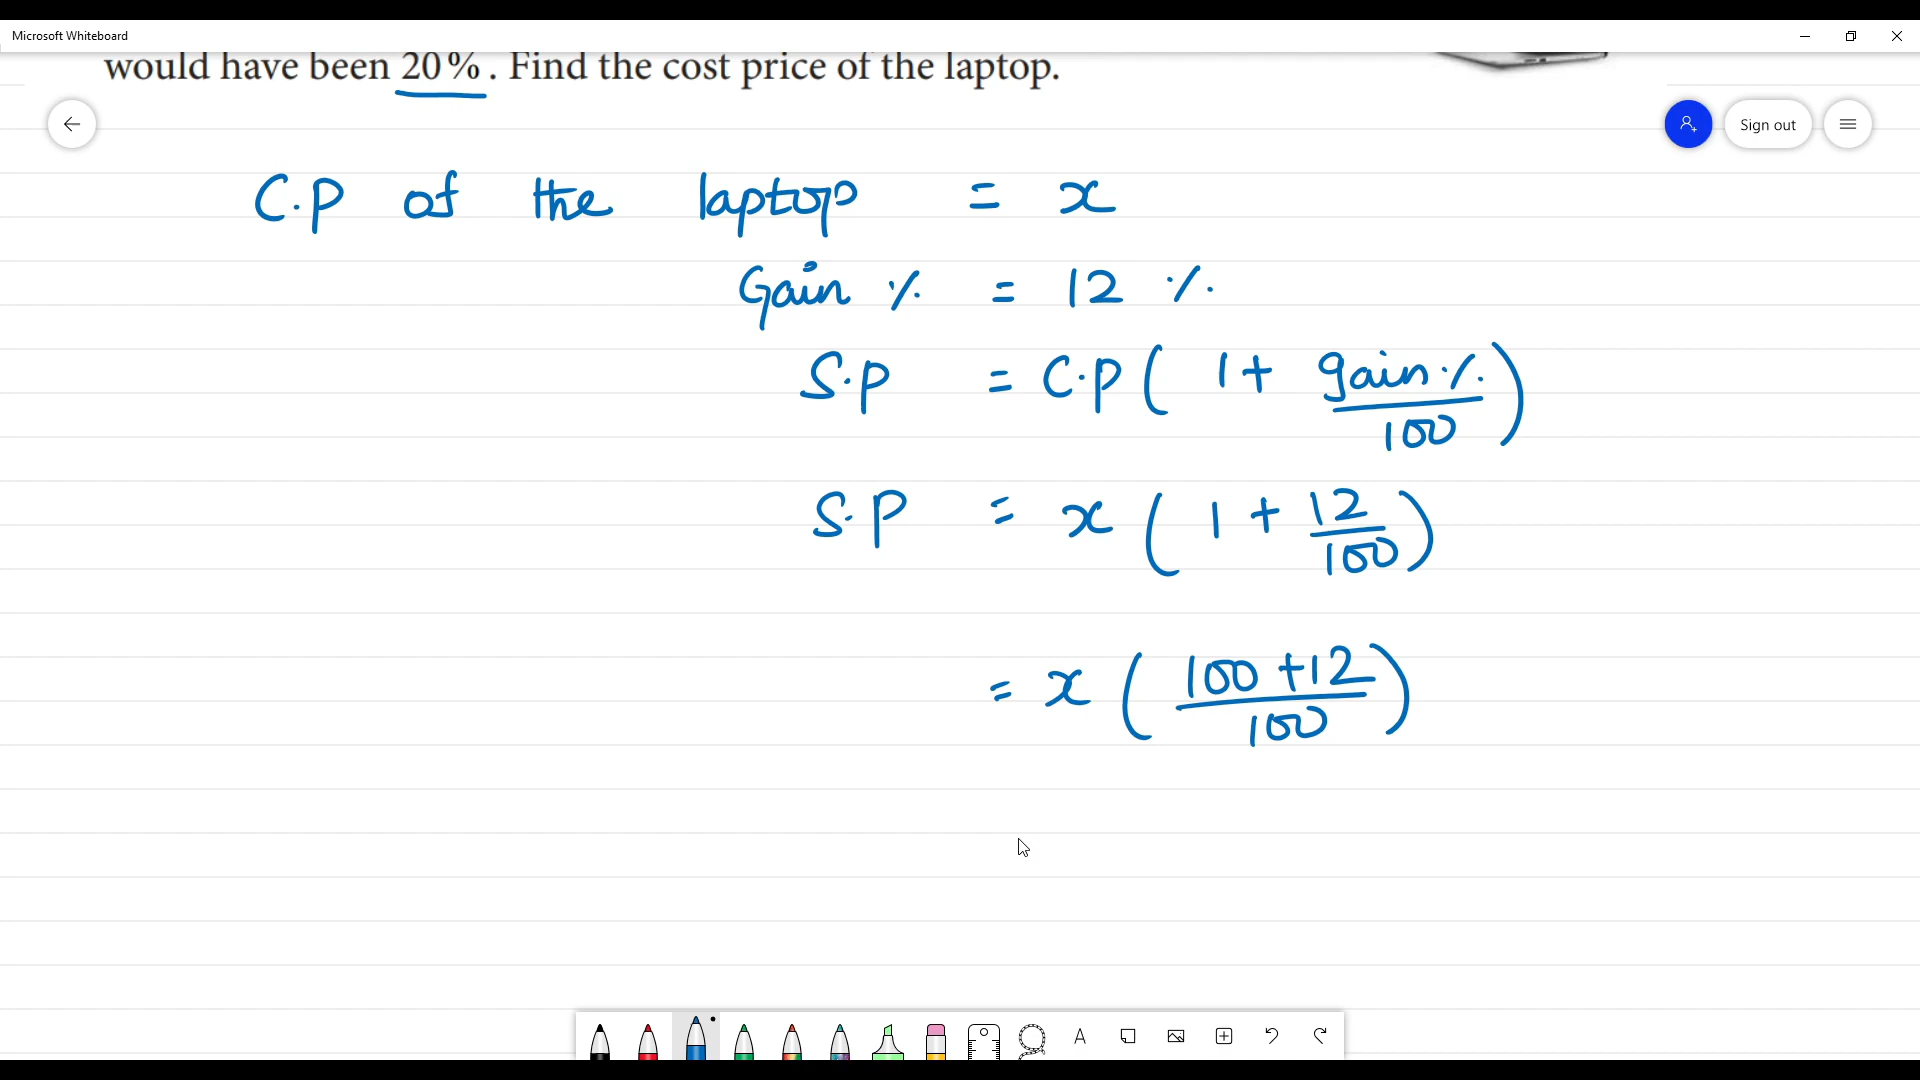 Microsoft Whiteboard
would have been 20%. Find the cost price of the laptop.
Sign out
C.P of the laptop = x
Gain % = 12 %
S.P = C.P ( 1 + gain % / 100 )
S.P = x ( 1 + 12 / 100 )
= x ( 100 + 12 / 100 )
A